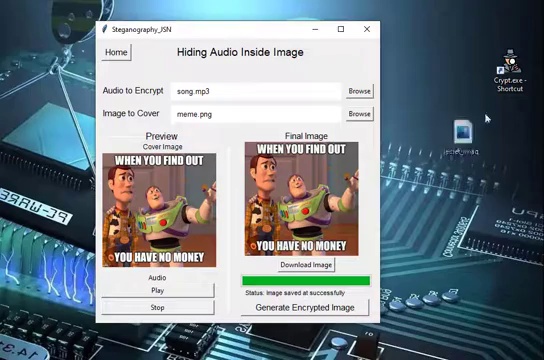 Steganography_JSN
Home
Hiding Audio Inside Image
Audio to Encrypt
song.mp3
Browse
Image to Cover
meme.png
Browse
Preview
Cover Image
WHEN YOU FIND OUT
YOU HAVE NO MONEY
Final Image
WHEN YOU FIND OUT
YOU HAVE NO MONEY
Download Image
Audio
Play
Stop
Status: Image saved at successfully
Generate Encrypted Image
Crypt.exe -
Shortcut
PC-WARE